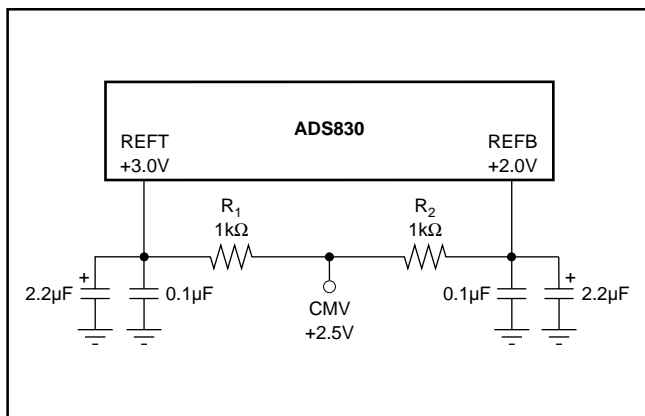 ADS830
REFT
+3.0V
REFB
+2.0V
R1
1kΩ
R2
1kΩ
+
2.2µF
0.1µF
CMV
+2.5V
0.1µF
+
2.2µF